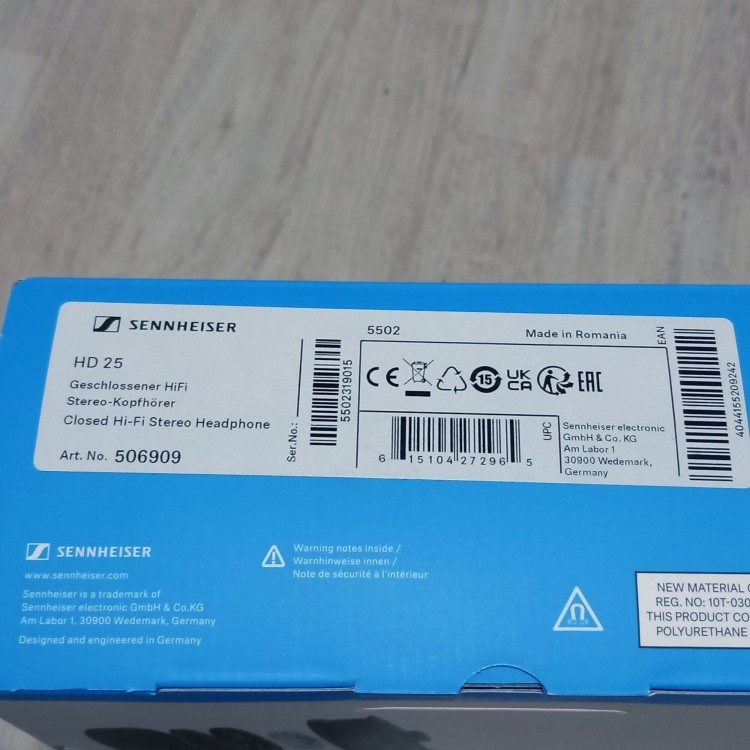 SENNHEISER
HD 25
Geschlossener HiFi
Stereo-Kopfhörer
Closed Hi-Fi Stereo Headphone
Art. No. 506909
Ser.No.:
5502319015
5502
Made in Romania
CE
15
UK
CA
EAC
6 15104 27296 5
UPC
Sennheiser electronic
GmbH & Co. KG
Am Labor 1
30900 Wedemark,
Germany
EAN
4044155209242
SENNHEISER
www.sennheiser.com
Sennheiser is a trademark of
Sennheiser electronic GmbH & Co.KG
Am Labor 1, 30900 Wedemark, Germany
Designed and engineered in Germany
Warning notes inside /
Warnhinweise innen /
Note de sécurité à l'intérieur
NEW MATERIAL
REG. NO: 10T-030
THIS PRODUCT CO
POLYURETHANE